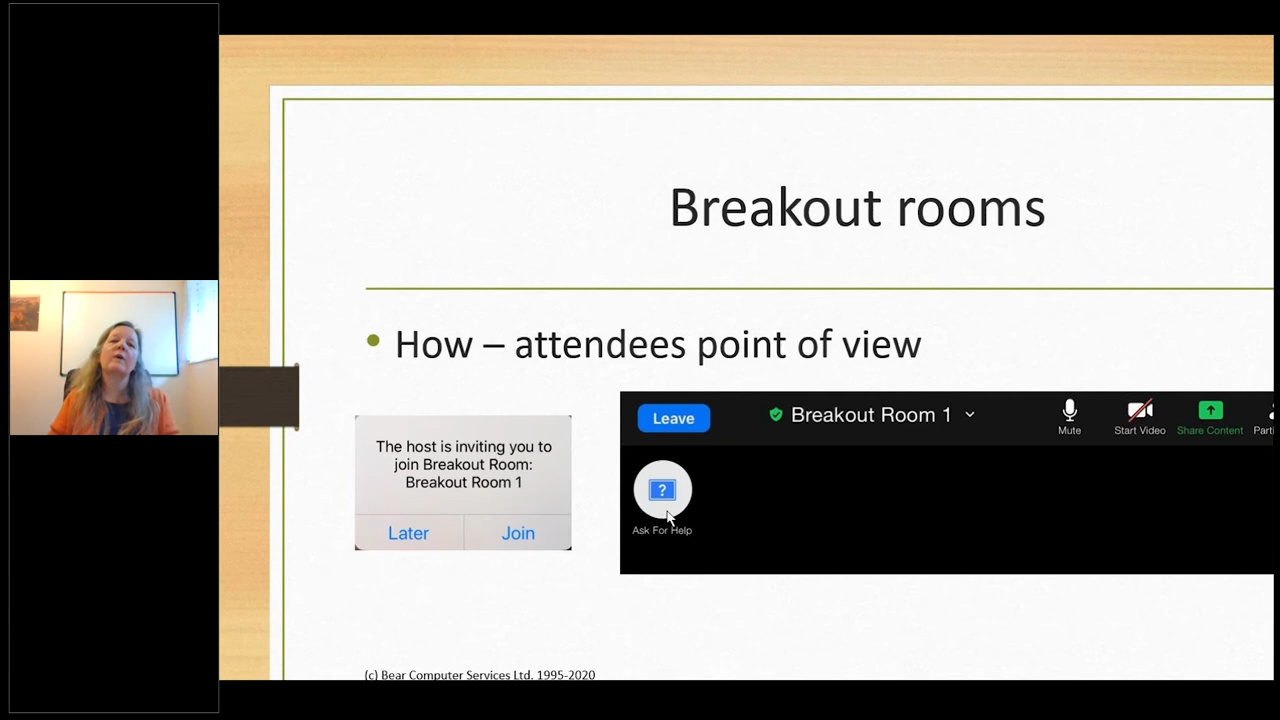 Breakout rooms
• How – attendees point of view
The host is inviting you to
join Breakout Room:
Breakout Room 1
Later Join
Leave Breakout Room 1 Mute Start Video Share Content Parti
?
Ask For Help
(c) Bear Computer Services Ltd. 1995-2020